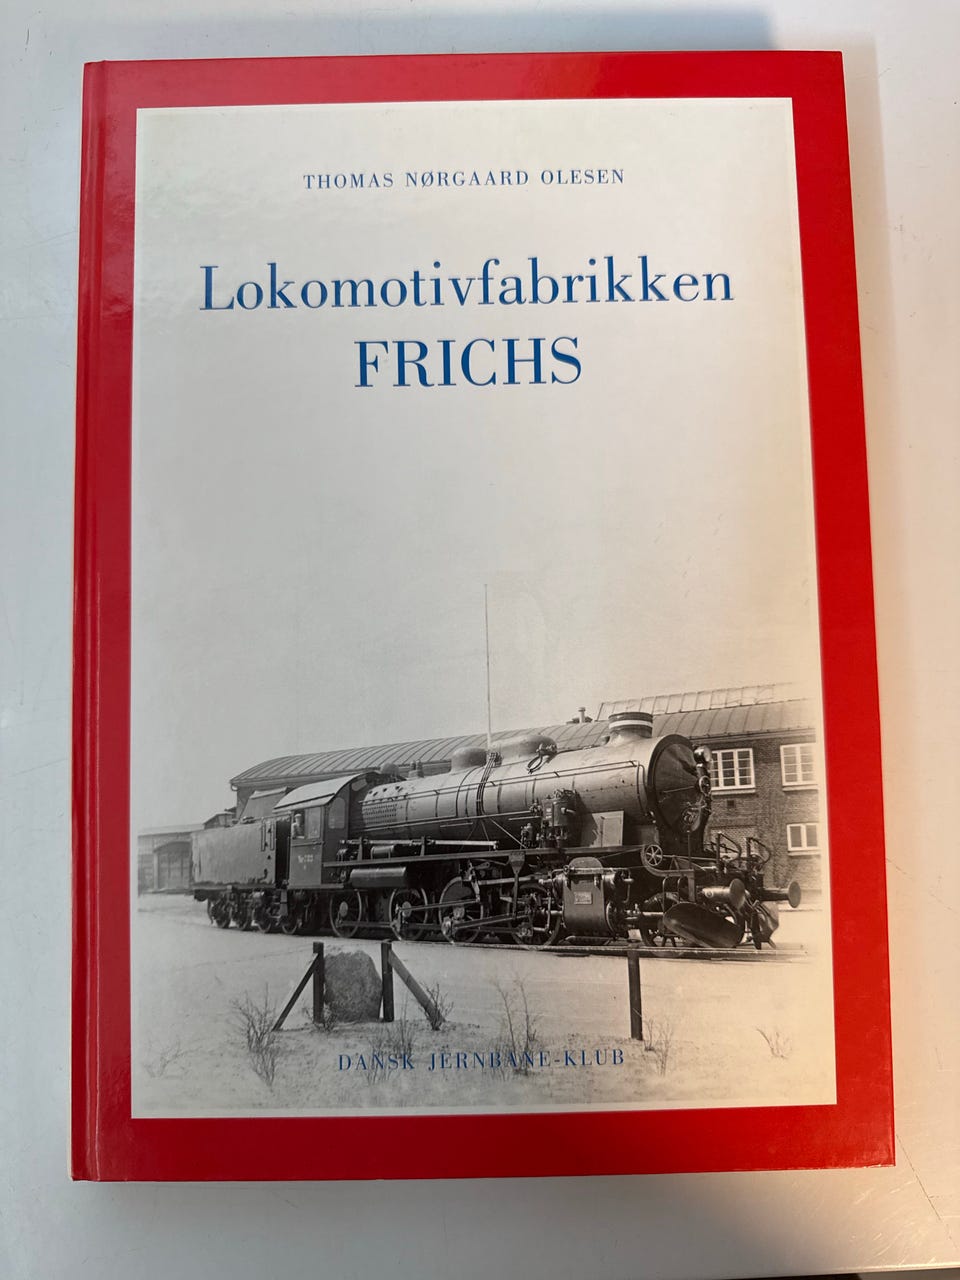 THOMAS NØRGAARD OLESEN
Lokomotivfabrikken
FRICHS
DANSK JERNBANE-KLUB